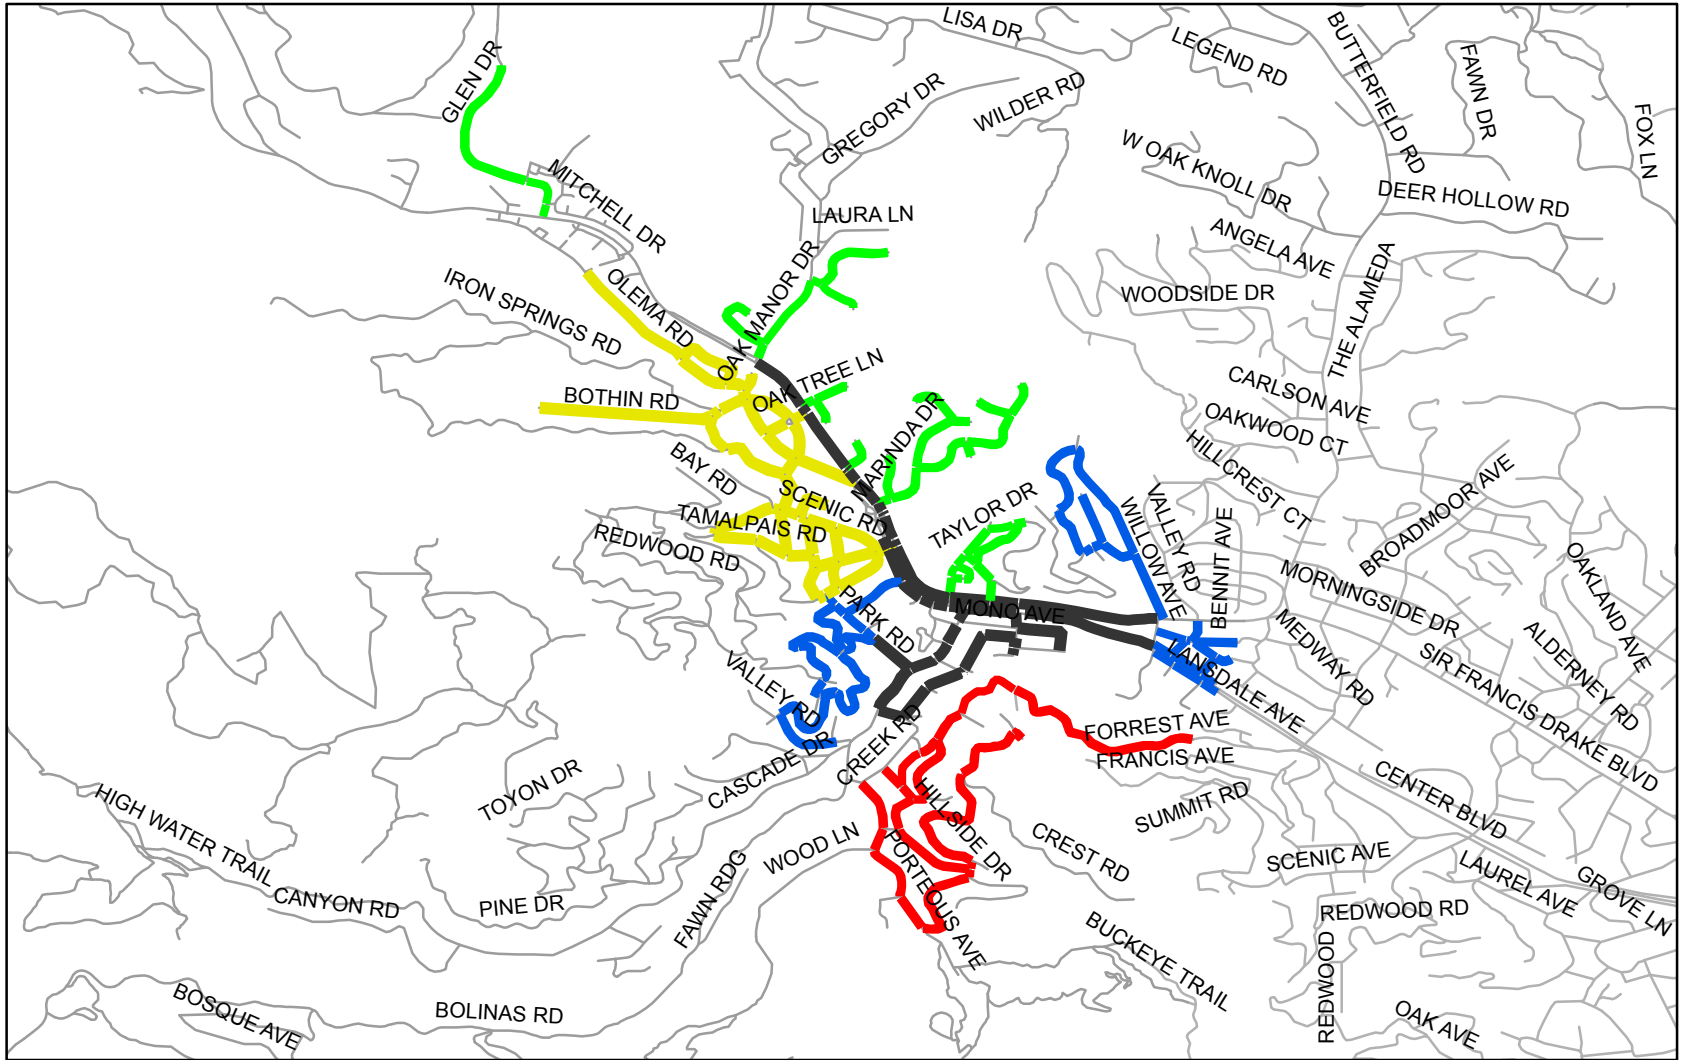 LISA DR
LEGEND RD
BUTTERFIELD RD
FAWN DR
FOX LN
GLEN DR
GREGORY DR
WILDER RD
W OAK KNOLL DR
DEER HOLLOW RD
MITCHELL DR
LAURA LN
ANGELA AVE
OAK MANOR DR
IRON SPRINGS RD
OLEMA RD
WOODSIDE DR
THE ALAMEDA
BOTHIN RD
OAK TREE LN
CARLSON AVE
OAKWOOD CT
MARINDA DR
HILLCREST CT
BAY RD
SCENIC RD
TAMALPAIS RD
REDWOOD RD
TAYLOR DR
WILLOW AVE
VALLEY RD
BENNIT AVE
BROADMOOR AVE
OAKLAND AVE
MORNINGSIDE DR
MONO AVE
PARK RD
MEDWAY RD
ALDERNEY RD
SIR FRANCIS DRAKE BLVD
VALLEY RD
LANSDALE AVE
CREEK RD
FORREST AVE
FRANCIS AVE
CASCADE DR
TOYON DR
HILLSIDE DR
SUMMIT RD
CENTER BLVD
HIGH WATER TRAIL
WOOD LN
PORTEOUS AVE
CREST RD
SCENIC AVE
LAUREL AVE
GROVE LN
CANYON RD
PINE DR
FAWN RDG
REDWOOD RD
BUCKEYE TRAIL
REDWOOD
BOSQUE AVE
BOLINAS RD
OAK AVE